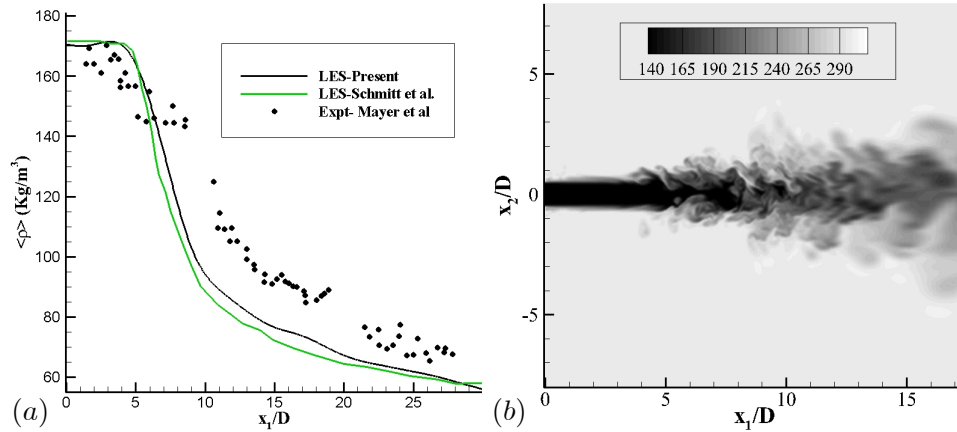 180
160
140
120
100
80
60
<ρ> (Kg/m³)
LES-Present
LES-Schmitt et al.
Expt- Mayer et al
0 5 10 15 20 25
x₁/D
(a)
140 165 190 215 240 265 290
5
0
-5
x₂/D
0 5 10 15
x₁/D
(b)